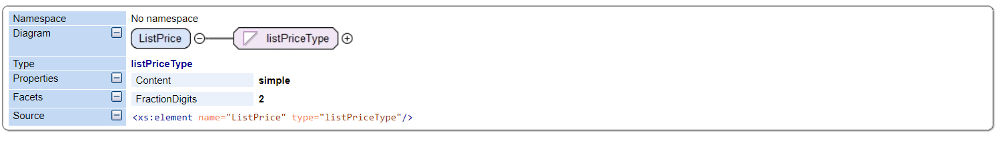 Namespace No namespace
Diagram ListPrice listPriceType
Type listPriceType
Properties Content simple
Facets FractionDigits 2
Source <xs:element name="ListPrice" type="listPriceType"/>